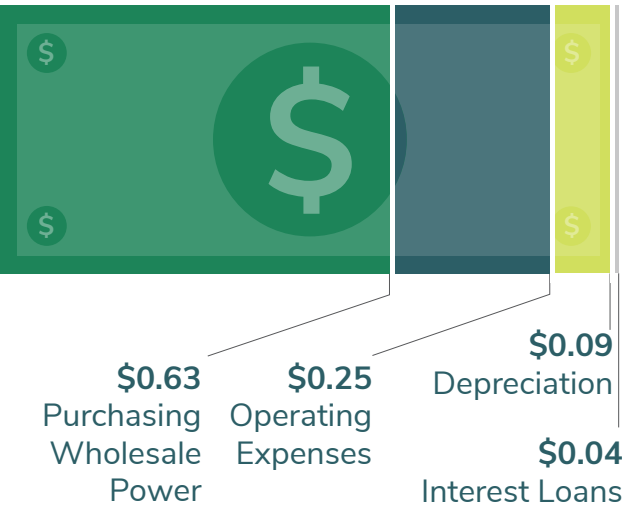 $
$
$
$
$
$0.63
Purchasing
Wholesale
Power
$0.25
Operating
Expenses
$0.09
Depreciation
$0.04
Interest Loans